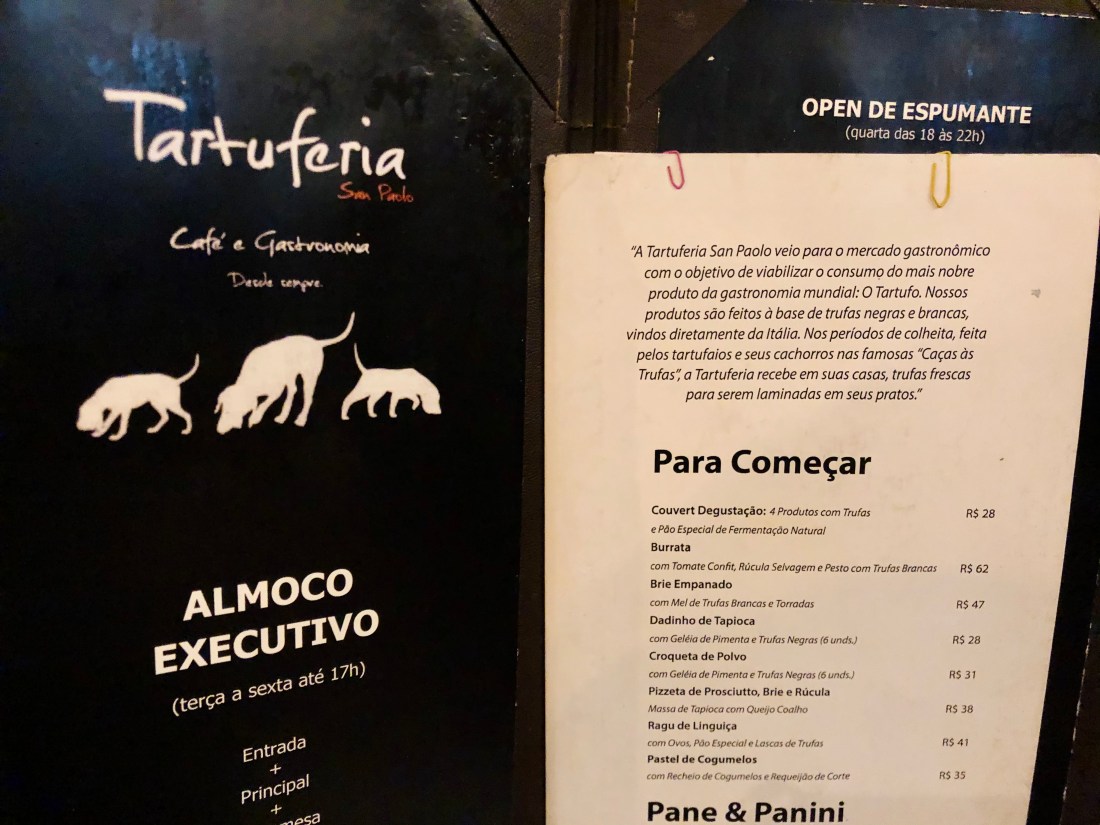 Tartuferia
San Paolo
Café e Gastronomia
Desde sempre.
ALMOCO
EXECUTIVO
(terça a sexta até 17h)
Entrada
+
Principal
+
OPEN DE ESPUMANTE
(quarta das 18 às 22h)
“A Tartuferia San Paolo veio para o mercado gastronômico
com o objetivo de viabilizar o consumo do mais nobre
produto da gastronomia mundial: O Tartufo. Nossos
produtos são feitos à base de trufas negras e brancas,
vindos diretamente da Itália. Nos períodos de colheita, feita
pelos tartufaios e seus cachorros nas famosas “Caças às
Trufas”, a Tartuferia recebe em suas casas, trufas frescas
para serem laminadas em seus pratos.”
Para Começar
Couvert Degustação: 4 Produtos com Trufas R$ 28
e Pão Especial de Fermentação Natural
Burrata
com Tomate Confit, Rúcula Selvagem e Pesto com Trufas Brancas R$ 62
Brie Empanado
com Mel de Trufas Brancas e Torradas R$ 47
Dadinho de Tapioca
com Geléia de Pimenta e Trufas Negras (6 unds.) R$ 28
Croqueta de Polvo
com Geléia de Pimenta e Trufas Negras (6 unds.) R$ 31
Pizzeta de Prosciutto, Brie e Rúcula
Massa de Tapioca com Queijo Coalho R$ 38
Ragu de Linguiça
com Ovos, Pão Especial e Lascas de Trufas R$ 41
Pastel de Cogumelos
com Recheio de Cogumelos e Requeijão de Corte R$ 35
Pane & Panini